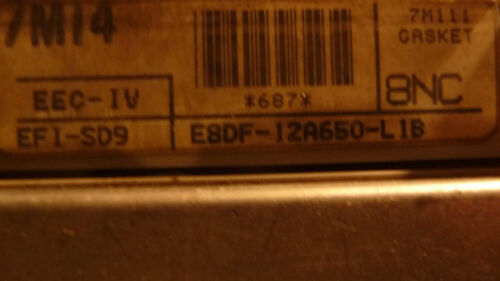 7M14
7M111
GASKET
EEC-IV
*687*
8NC
EFI-SD9
E8DF-12A650-L1B